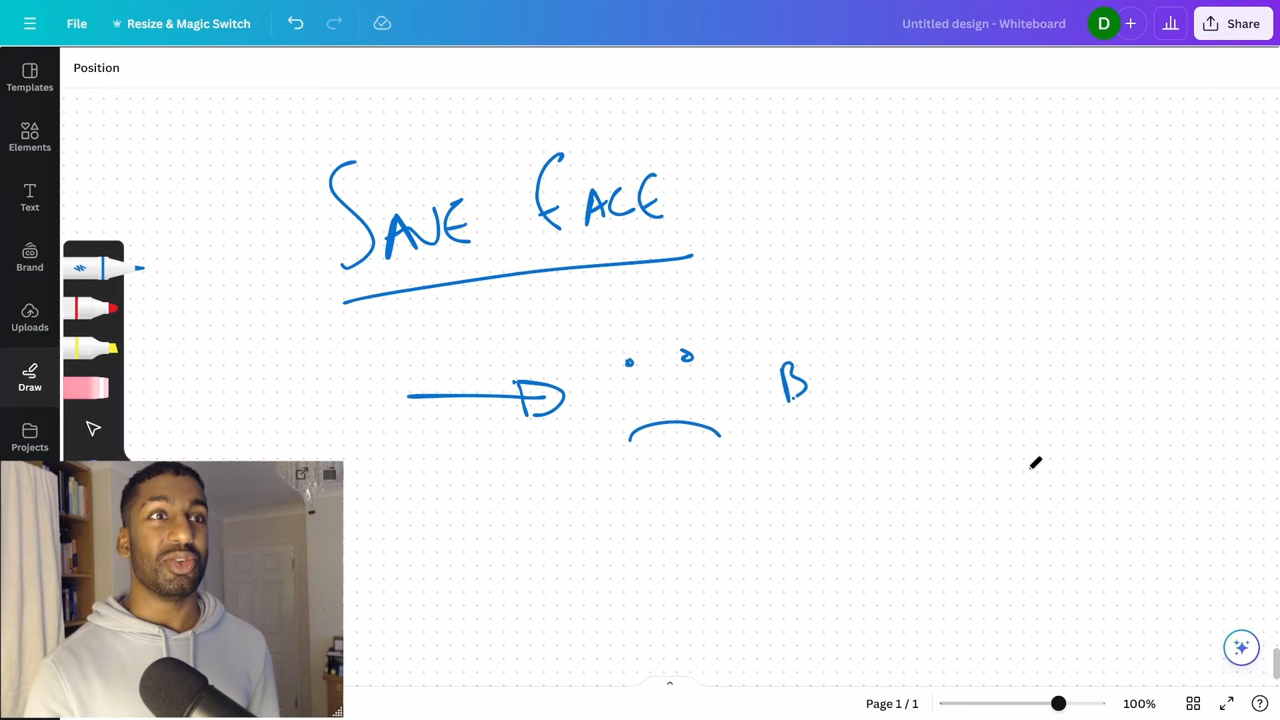 File
Resize & Magic Switch
Untitled design - Whiteboard
D
Share
Templates
Elements
Text
Brand
Uploads
Draw
Projects
Position
SAVE FACE
B
Page 1 / 1
100%